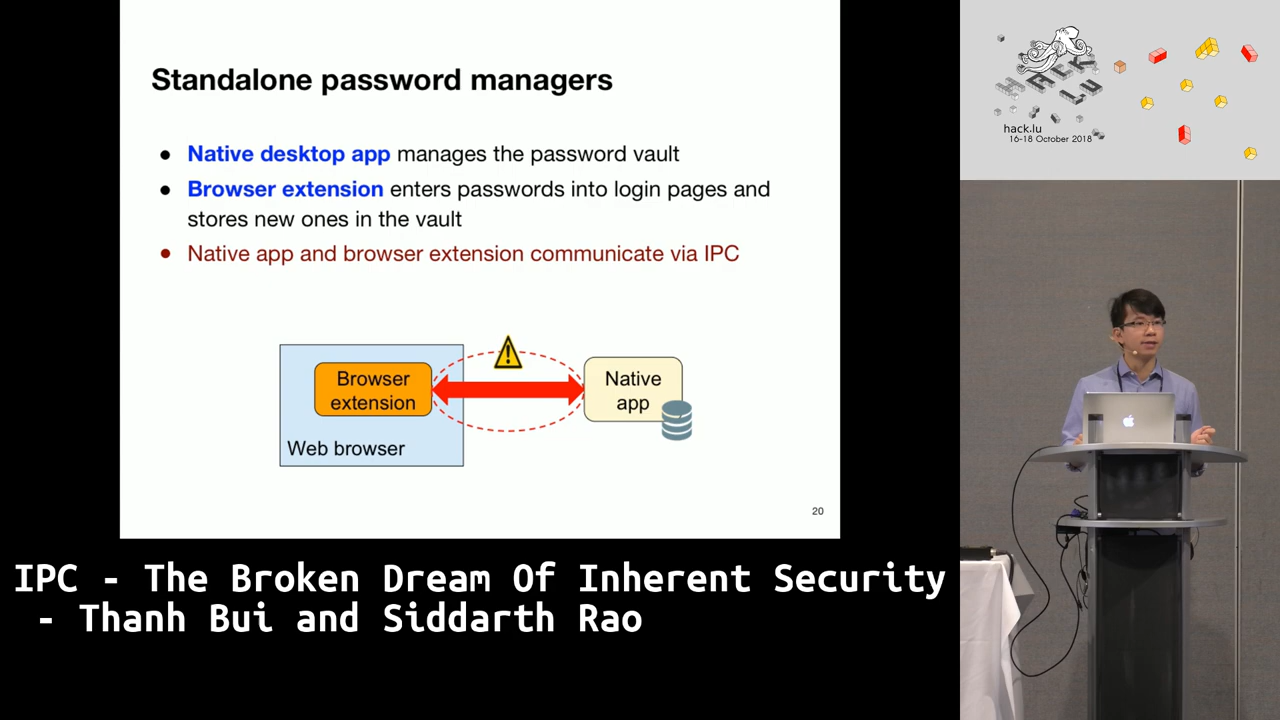 Standalone password managers
● Native desktop app manages the password vault
● Browser extension enters passwords into login pages and
stores new ones in the vault
● Native app and browser extension communicate via IPC
Browser
extension
Web browser
Native
app
20
IPC - The Broken Dream Of Inherent Security
- Thanh Bui and Siddarth Rao
HACK
LU
hack.lu
16-18 October 2018